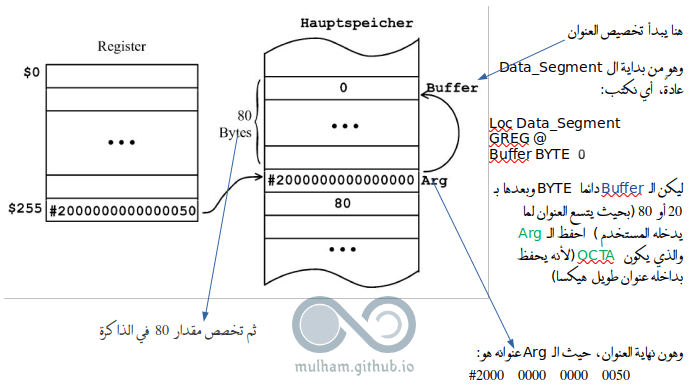 Hauptspeicher
Register
$0
$255
#2000000000000050
0
Buffer
80
Bytes
#2000000000000000
Arg
80
هنا يبدأ تخصيص العنوان
وهو من بداية ال Data_Segment
عادةً، أي نكتب:
Loc Data_Segment
GREG @
Buffer BYTE 0
ليكن الـ Buffer دائما BYTE وبعدها بـ
20 أو 80 (بحيث يتسع العنوان لما
يدخله المستخدم ) احفظ الـ Arg
والذي يكون OCTA (لأنه يحفظ
بداخله عنوان طويل هيكسا)
ثم تخصص مقدار 80 في الذاكرة
mulham.github.io
وهون نهاية العنوان، حيث الـ Arg عنوانه هو:
#2000 0000 0000 0050